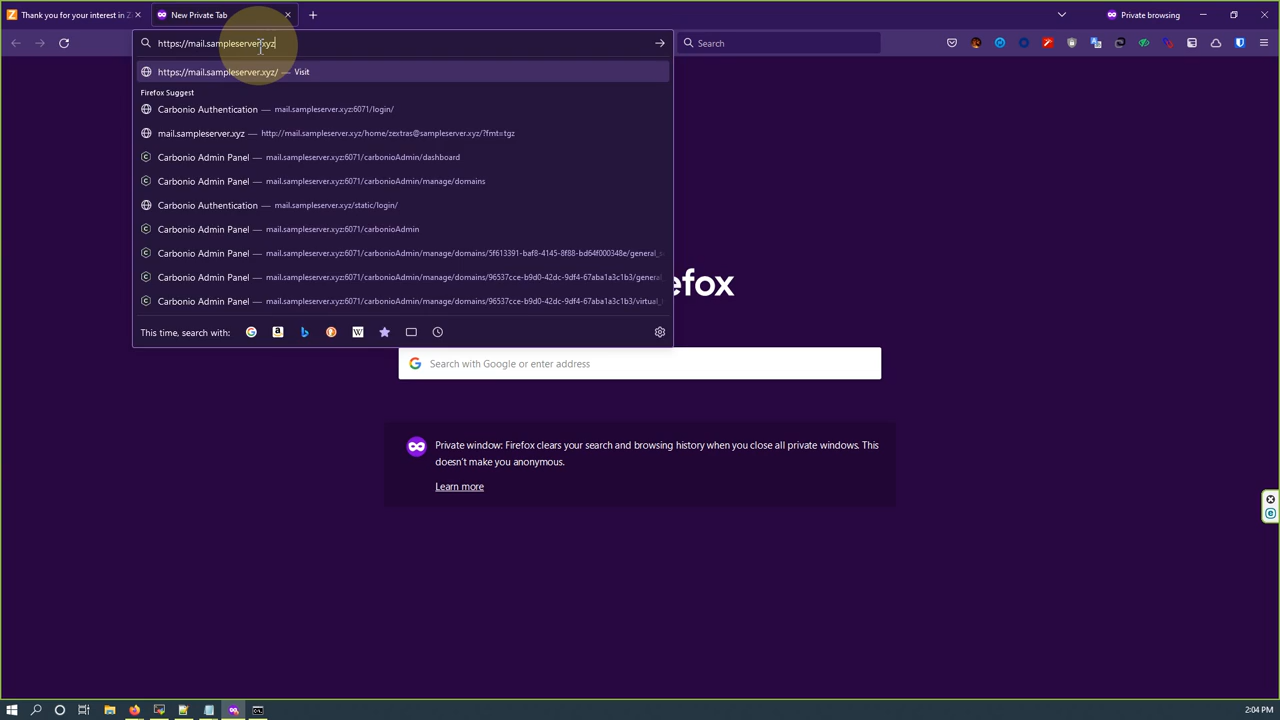 Thank you for your interest in Z
New Private Tab
Private browsing
https://mail.sampleserver.xyz
Search
https://mail.sampleserver.xyz/ — Visit
Firefox Suggest
Carbonio Authentication — mail.sampleserver.xyz:6071/login/
mail.sampleserver.xyz — http://mail.sampleserver.xyz/home/zextras@sampleserver.xyz/?fmt=tgz
Carbonio Admin Panel — mail.sampleserver.xyz:6071/carbonioAdmin/dashboard
Carbonio Admin Panel — mail.sampleserver.xyz:6071/carbonioAdmin/manage/domains
Carbonio Authentication — mail.sampleserver.xyz/static/login/
Carbonio Admin Panel — mail.sampleserver.xyz:6071/carbonioAdmin
Carbonio Admin Panel — mail.sampleserver.xyz:6071/carbonioAdmin/manage/domains/5f613391-baf8-4145-8f88-bd64f000348e/general_s
Carbonio Admin Panel — mail.sampleserver.xyz:6071/carbonioAdmin/manage/domains/96537cce-b9d0-42dc-9df4-67aba1a3c1b3/general_
Carbonio Admin Panel — mail.sampleserver.xyz:6071/carbonioAdmin/manage/domains/96537cce-b9d0-42dc-9df4-67aba1a3c1b3/virtual_
efox
This time, search with:
Search with Google or enter address
Private window: Firefox clears your search and browsing history when you close all private windows. This
doesn't make you anonymous.
Learn more
2:04 PM